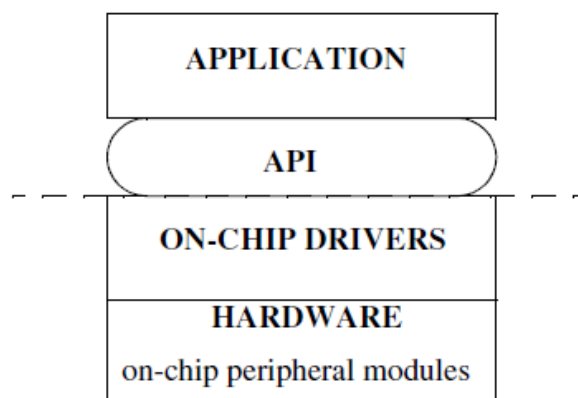 APPLICATION
API
ON-CHIP DRIVERS
HARDWARE
on-chip peripheral modules